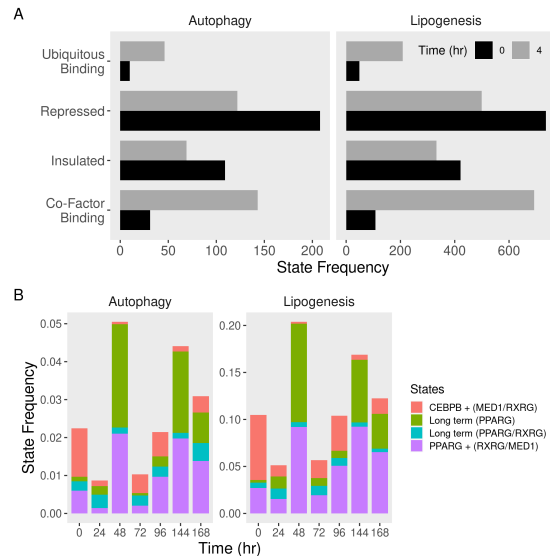 A
Autophagy
Lipogenesis
Time (hr)
0
4
Ubiquitous
Binding
Repressed
Insulated
Co-Factor
Binding
0
50
100
150
200
0
200
400
600
State Frequency
B
Autophagy
Lipogenesis
State Frequency
0.05
0.04
0.03
0.02
0.01
0.00
0.20
0.15
0.10
0.05
0.00
0
24
48
72
96
144
168
0
24
48
72
96
144
168
Time (hr)
States
CEBPB + (MED1/RXRG)
Long term (PPARG)
Long term (PPARG/RXRG)
PPARG + (RXRG/MED1)